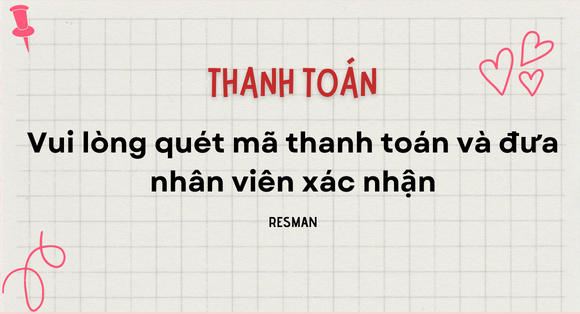 THANH TOÁN
Vui lòng quét mã thanh toán và đưa
nhân viên xác nhận
RESMAN